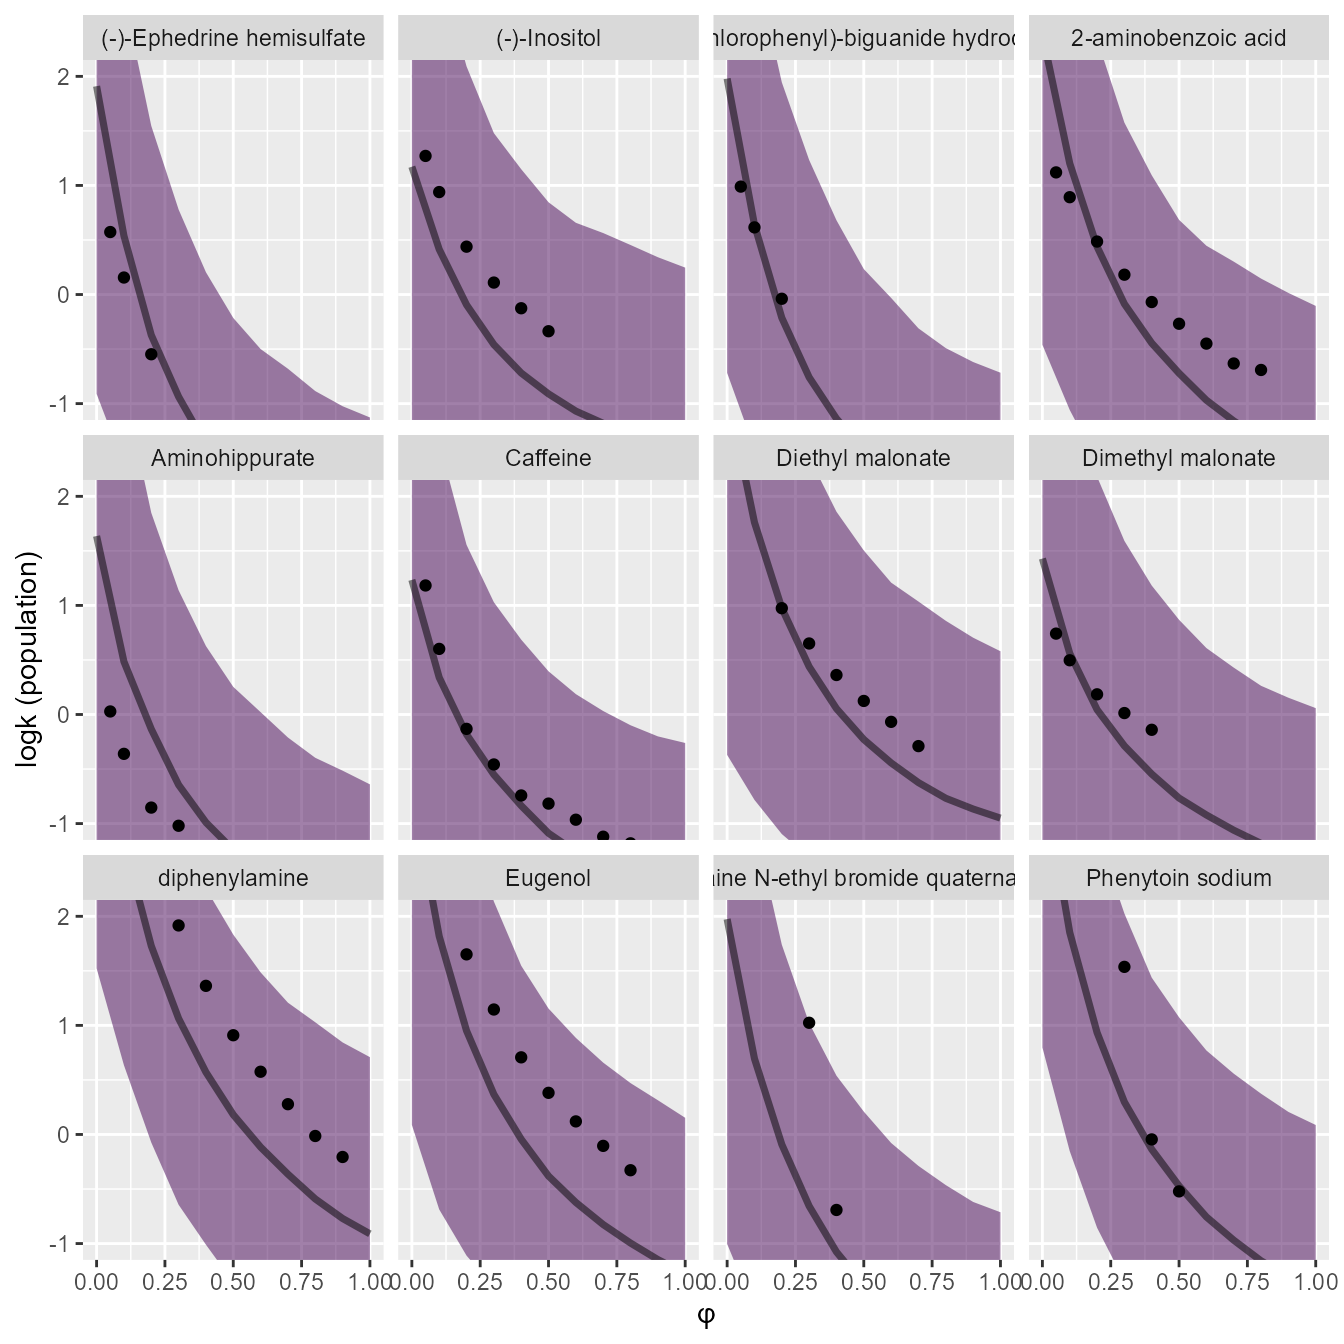 (-)-Ephedrine hemisulfate
(-)-Inositol
hlorophenyl)-biguanide hydroc
2-aminobenzoic acid
2
1
0
-1
Aminohippurate
Caffeine
Diethyl malonate
Dimethyl malonate
2
1
0
-1
logk (population)
diphenylamine
Eugenol
ine N-ethyl bromide quaterna
Phenytoin sodium
2
1
0
-1
0.00 0.25 0.50 0.75 1.00 0.00 0.25 0.50 0.75 1.00 0.00 0.25 0.50 0.75 1.00 0.00 0.25 0.50 0.75 1.00
φ